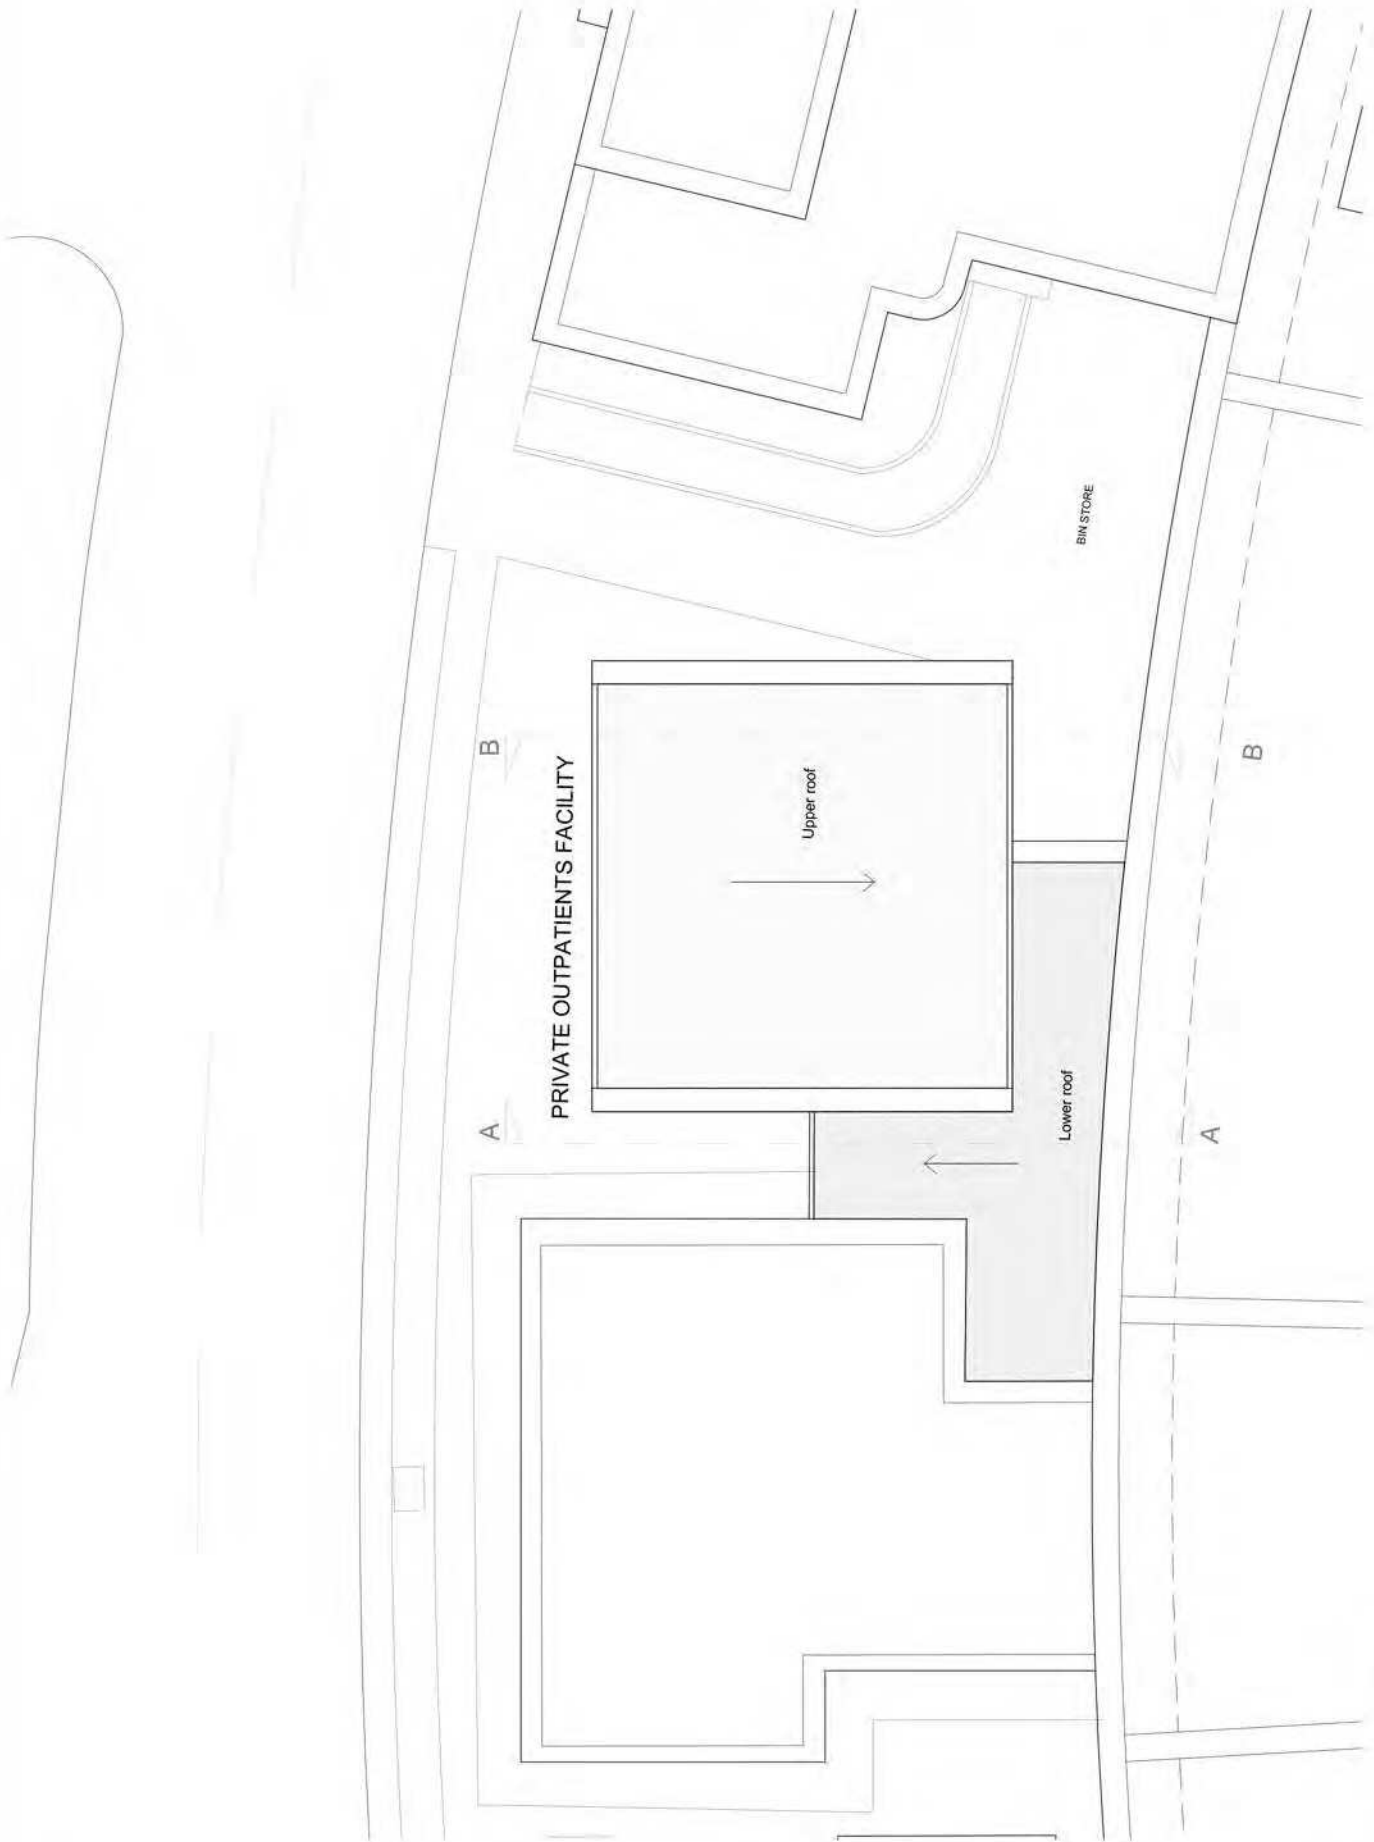 PRIVATE OUTPATIENTS FACILITY
A
B
Upper roof
Lower roof
BIN STORE
A
B